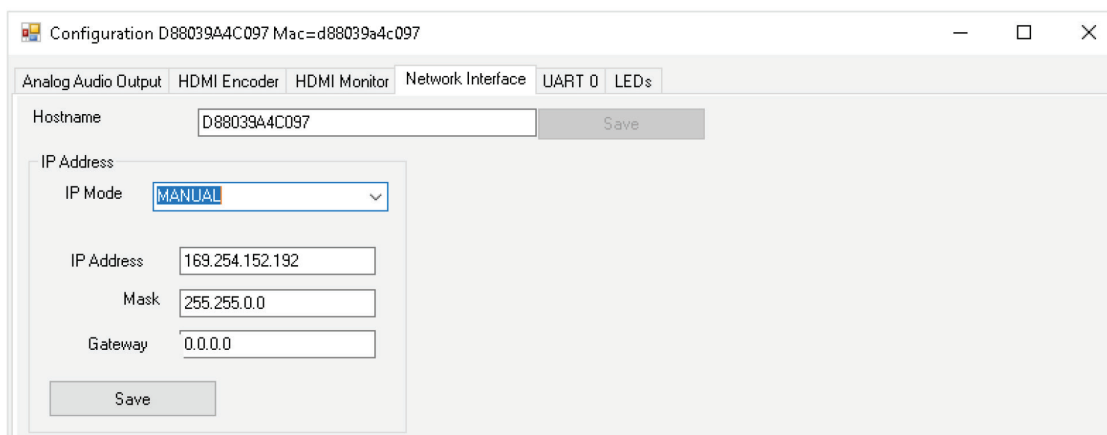 Configuration D88039A4C097 Mac=d88039a4c097
Analog Audio Output HDMI Encoder HDMI Monitor Network Interface UART 0 LEDs
Hostname D88039A4C097 Save
IP Address
IP Mode MANUAL
IP Address 169.254.152.192
Mask 255.255.0.0
Gateway 0.0.0.0
Save